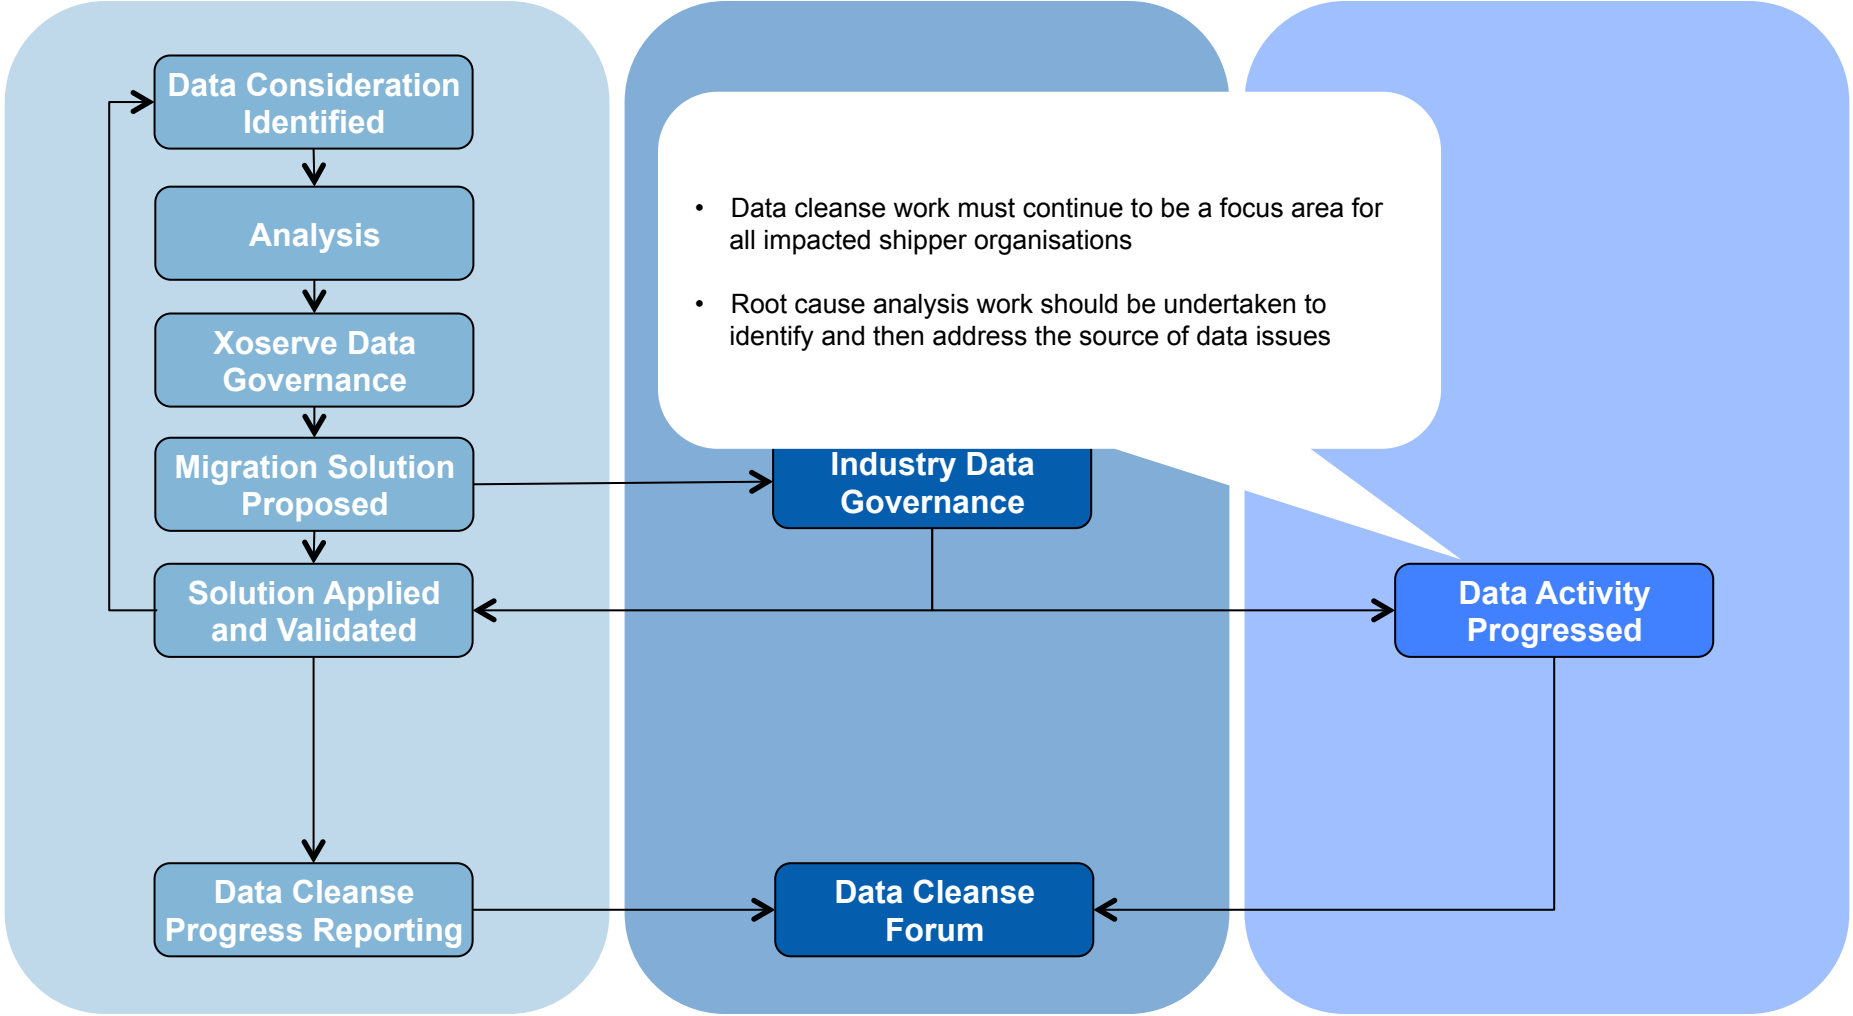 Data Consideration
Identified
Analysis
Xoserve Data
Governance
Migration Solution
Proposed
Solution Applied
and Validated
Data Cleanse
Progress Reporting
• Data cleanse work must continue to be a focus area for
all impacted shipper organisations
• Root cause analysis work should be undertaken to
identify and then address the source of data issues
Industry Data
Governance
Data Cleanse
Forum
Data Activity
Progressed